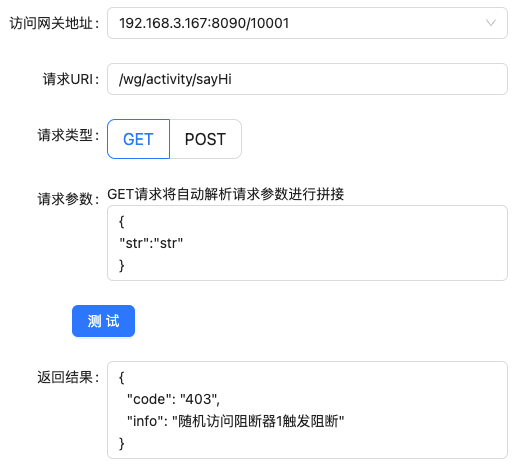 访问网关地址： 192.168.3.167:8090/10001
请求URI： /wg/activity/sayHi
请求类型： GET POST
请求参数： GET请求将自动解析请求参数进行拼接
{
"str":"str"
}
测 试
返回结果： {
"code": "403",
"info": "随机访问阻断器1触发阻断"
}